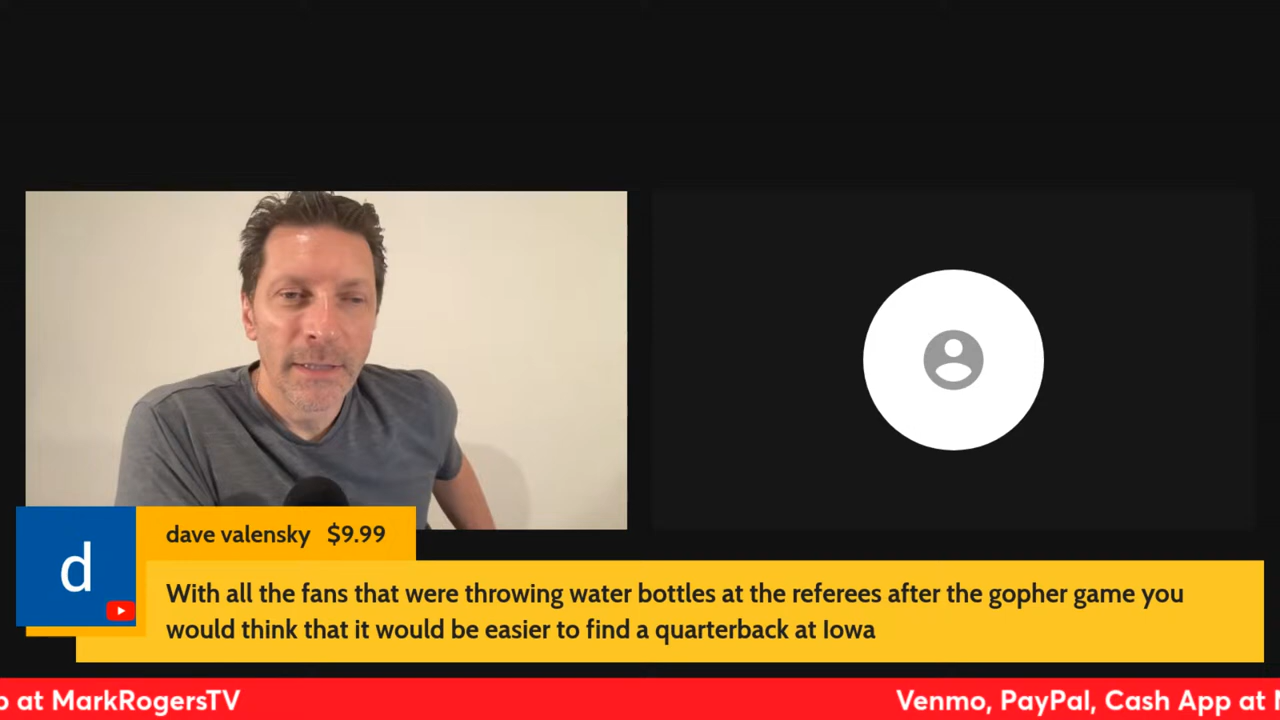 d
dave valensky $9.99
With all the fans that were throwing water bottles at the referees after the gopher game you
would think that it would be easier to find a quarterback at Iowa
p at MarkRogersTV
Venmo, PayPal, Cash App at